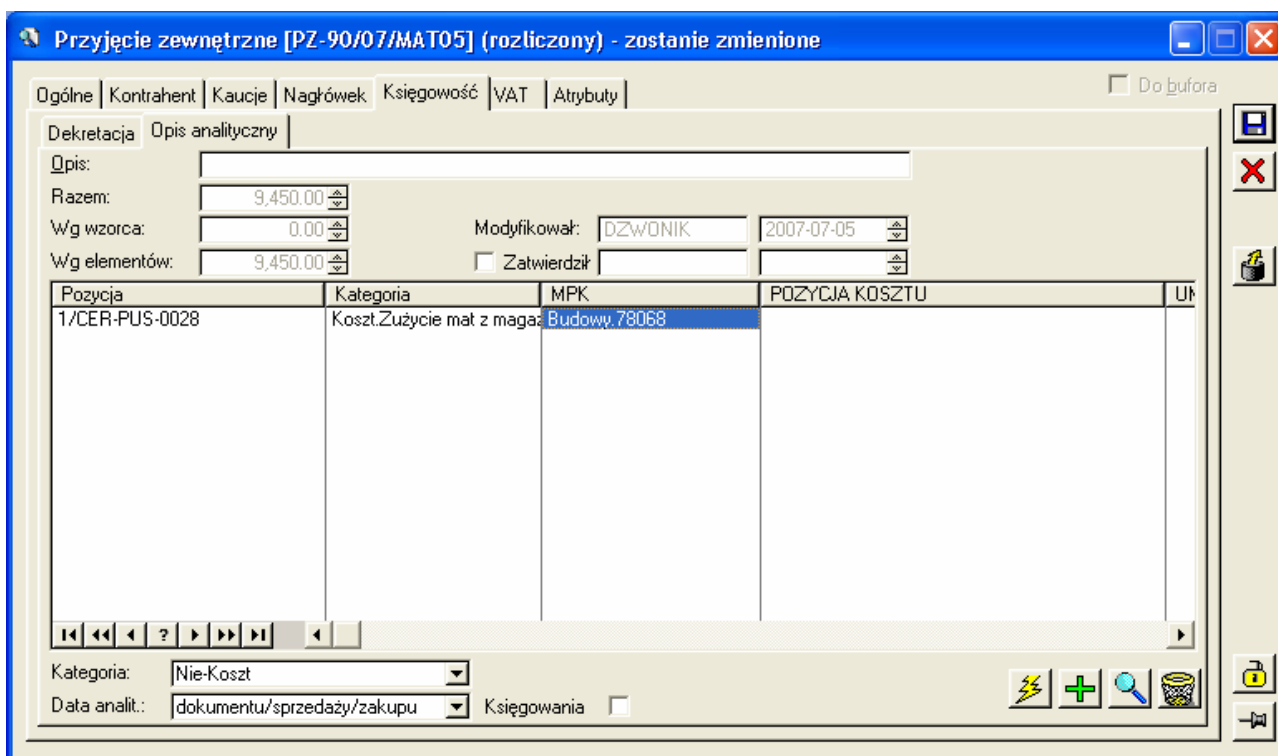 Przyjęcie zewnętrzne [PZ-90/07/MAT05] (rozliczony) - zostanie zmienione
Ogólne Kontrahent Kaucje Nagłówek Księgowość VAT Atrybuty Do bufora
Dekretacja Opis analityczny
Opis:
Razem: 9,450.00
Wg wzorca: 0.00 Modyfikował: DZWONIK 2007-07-05
Wg elementów: 9,450.00 Zatwierdził
Pozycja Kategoria MPK POZYCJA KOSZTU
1/CER-PUS-0028 Koszt.Zużycie mat z maga Budowy.78068
?
Kategoria: Nie-Koszt
Data analit.: dokumentu/sprzedaży/zakupu Księgowania